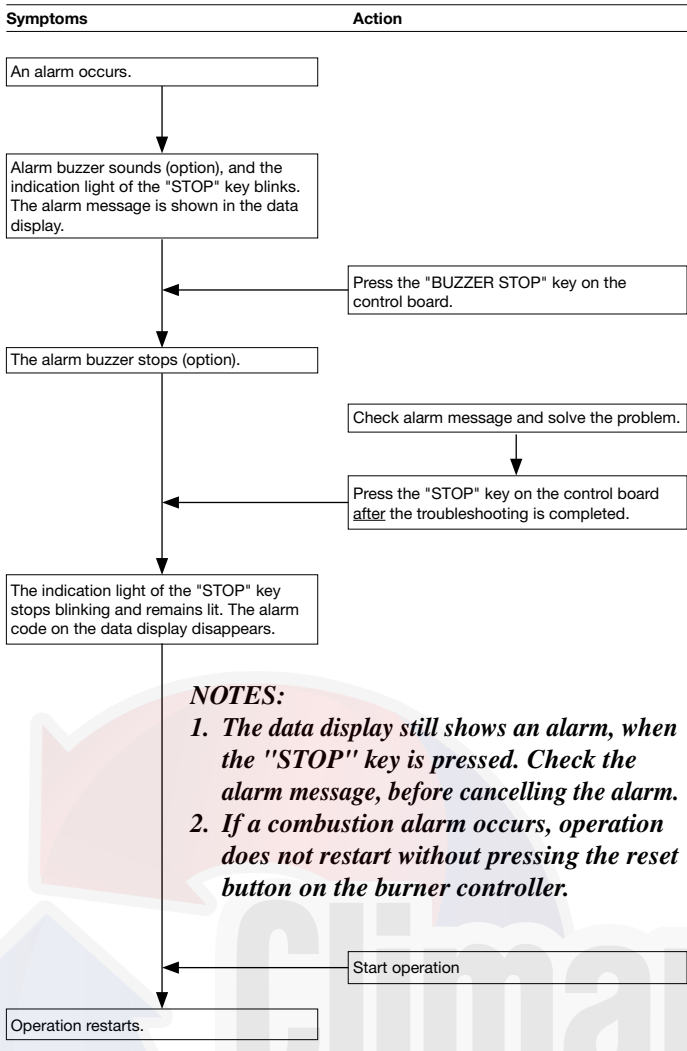 Symptoms
Action
An alarm occurs.
Alarm buzzer sounds (option), and the
indication light of the "STOP" key blinks.
The alarm message is shown in the data
display.
Press the "BUZZER STOP" key on the
control board.
The alarm buzzer stops (option).
Check alarm message and solve the problem.
Press the "STOP" key on the control board
after the troubleshooting is completed.
The indication light of the "STOP" key
stops blinking and remains lit. The alarm
code on the data display disappears.
NOTES:
1. The data display still shows an alarm, when
the "STOP" key is pressed. Check the
alarm message, before cancelling the alarm.
2. If a combustion alarm occurs, operation
does not restart without pressing the reset
button on the burner controller.
Start operation
Operation restarts.